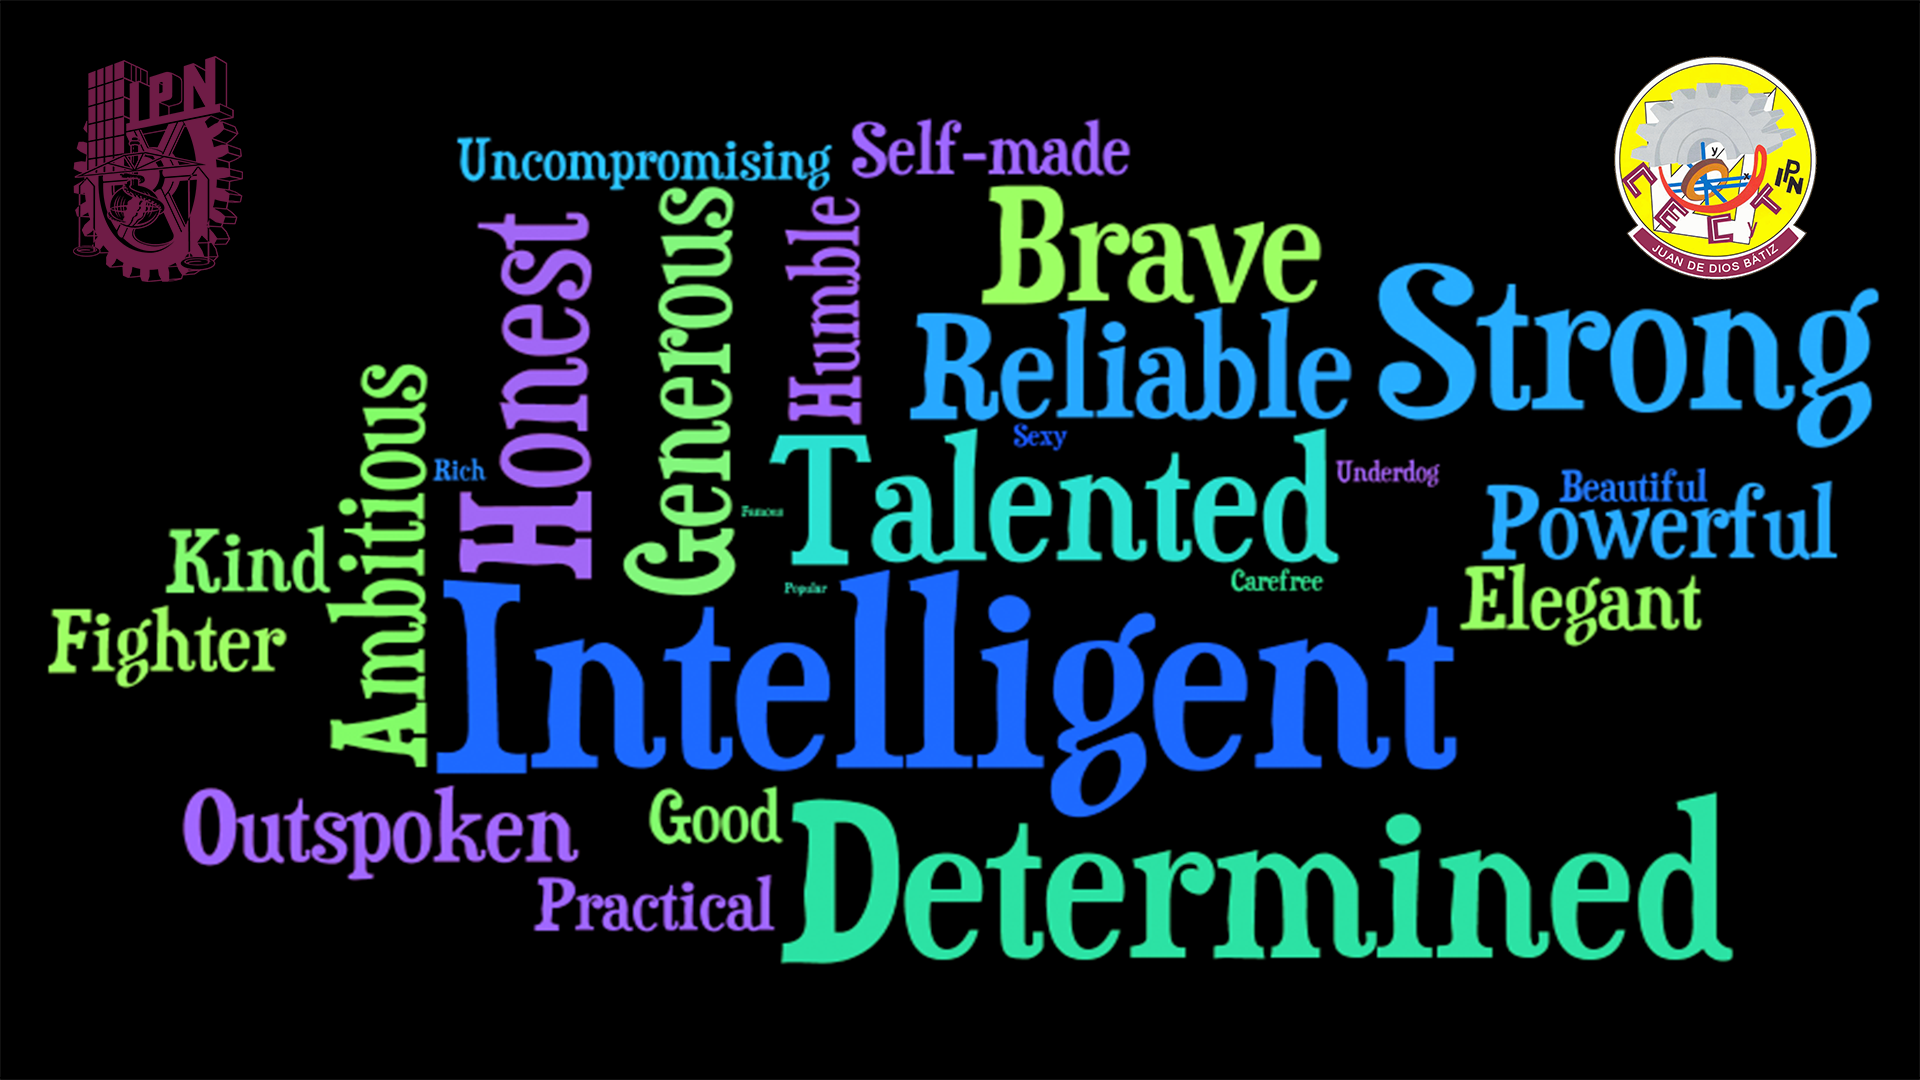 IPN
Uncompromising
Self-made
Honest
Generous
Humble
Brave
Reliable
Strong
Ambitious
Rich
Sexy
Talented
Underdog
Beautiful
Powerful
Famous
Kind
Popular
Carefree
Elegant
Fighter
Intelligent
Outspoken
Good
Determined
Practical
y
x
IPN
CECyT
JUAN DE DIOS BÁTIZ